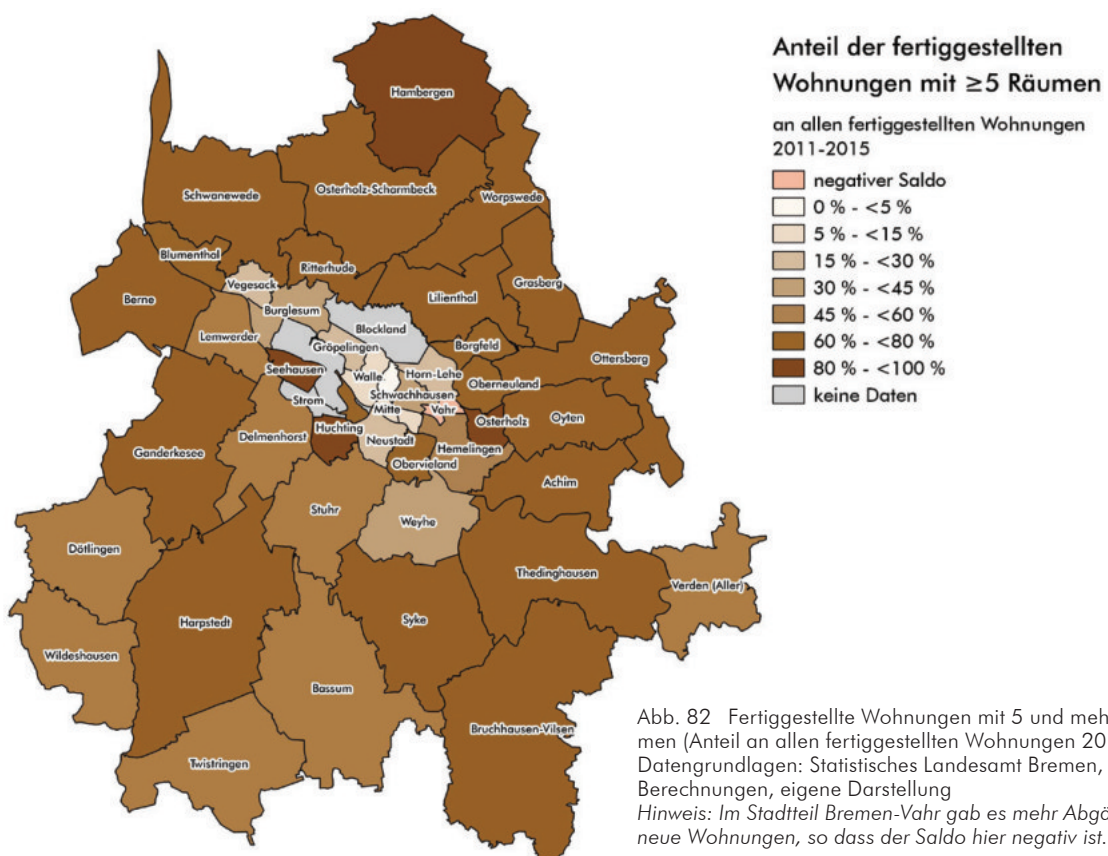 Anteil der fertiggestellten
Wohnungen mit ≥5 Räumen
an allen fertiggestellten Wohnungen
2011-2015
negativer Saldo
0 % - <5 %
5 % - <15 %
15 % - <30 %
30 % - <45 %
45 % - <60 %
60 % - <80 %
80 % - <100 %
keine Daten
Hambergen
Schwanewede
Osterholz-Scharmbeck
Worpswede
Blumenthal
Ritterhude
Vegesack
Grasberg
Berne
Lilienthal
Burglesum
Blockland
Lemwerder
Gröpelingen
Borgfeld
Ottersberg
Seehausen
Walle
Horn-Lehe
Oberneuland
Strom
Schwachhausen
Mitte
Vahr
Osterholz
Oyten
Huchting
Delmenhorst
Neustadt
Hemelingen
Ganderkesee
Obervieland
Achim
Stuhr
Weyhe
Dötlingen
Thedinghausen
Verden (Aller)
Harpstedt
Syke
Wildeshausen
Bassum
Bruchhausen-Vilsen
Twistringen
Abb. 82 Fertiggestellte Wohnungen mit 5 und meh
men (Anteil an allen fertiggestellten Wohnungen 20
Datengrundlagen: Statistisches Landesamt Bremen,
Berechnungen, eigene Darstellung
Hinweis: Im Stadtteil Bremen-Vahr gab es mehr Abgä
neue Wohnungen, so dass der Saldo hier negativ ist.